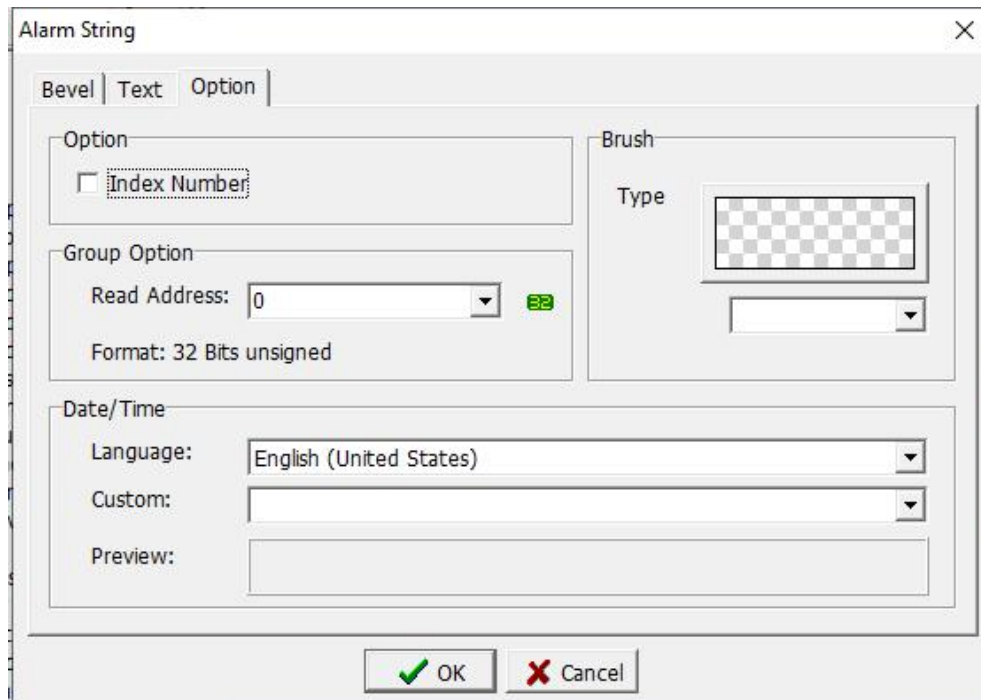 Alarm String
Bevel Text Option
Option
Index Number
Group Option
Read Address: 0 32
Format: 32 Bits unsigned
Brush
Type
Date/Time
Language: English (United States)
Custom:
Preview:
OK Cancel